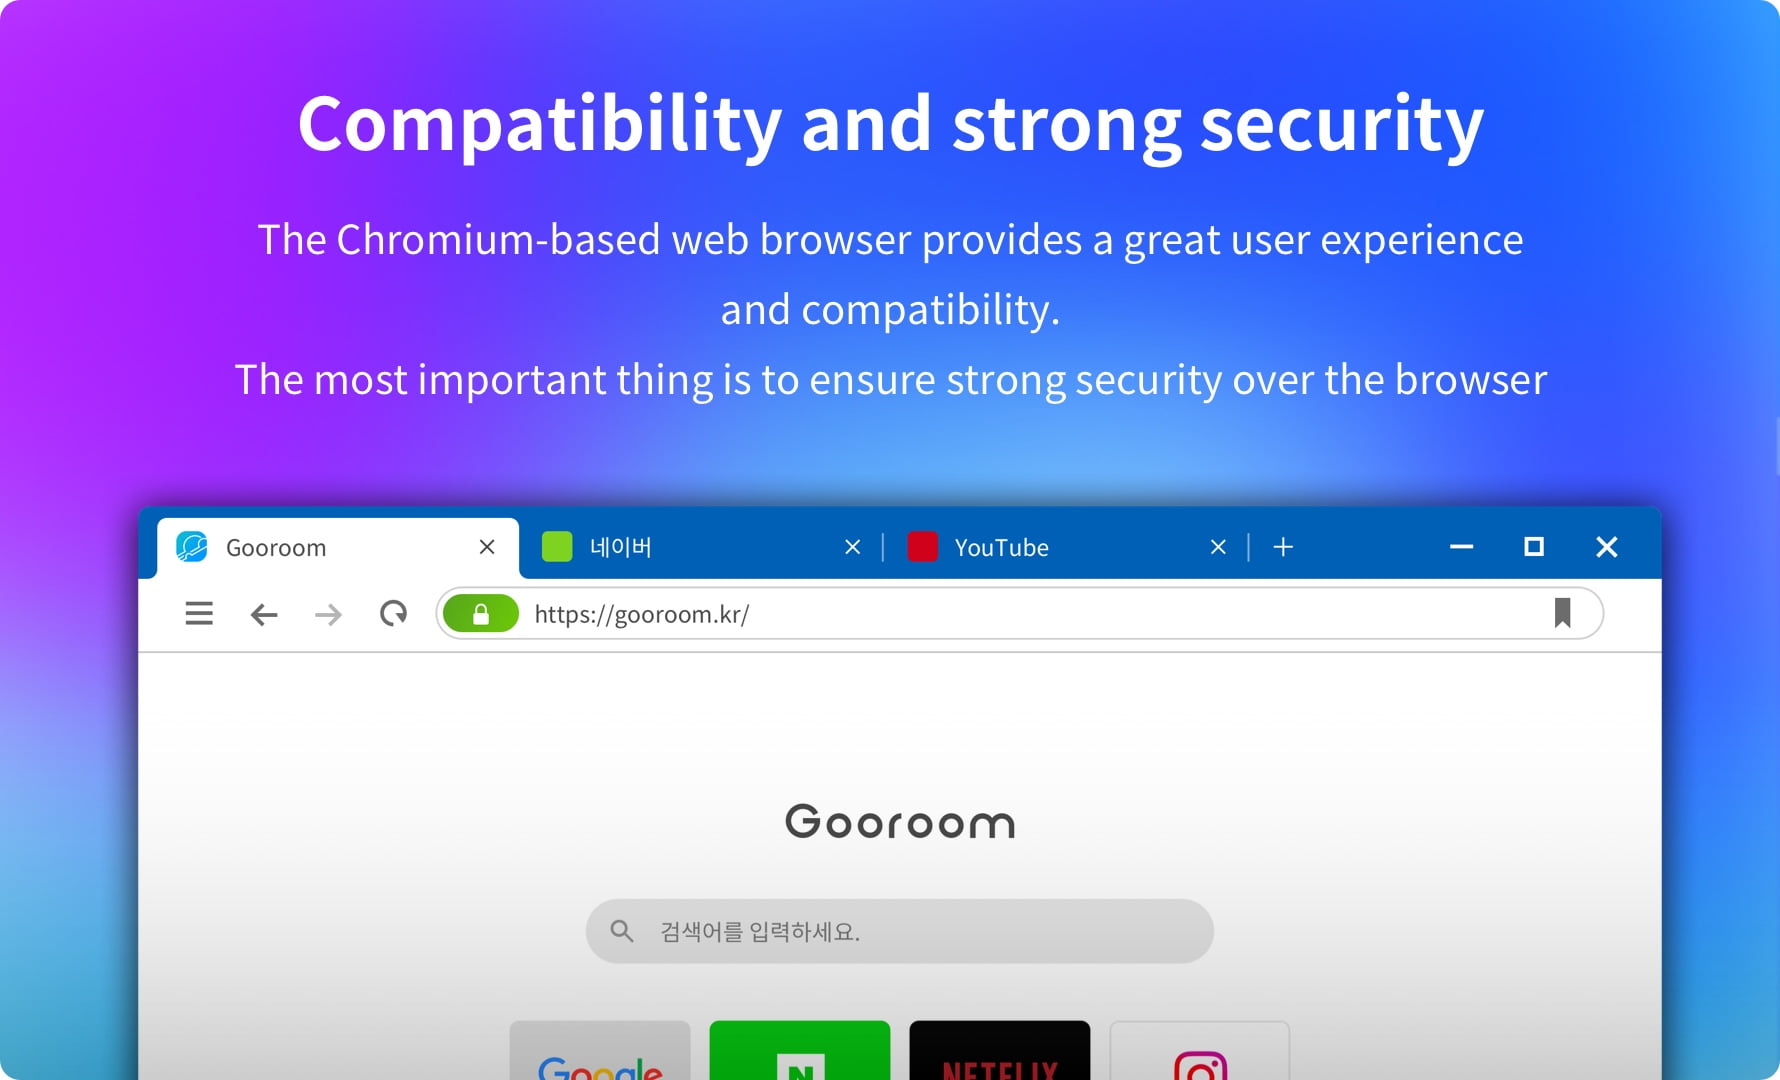 Compatibility and strong security
The Chromium-based web browser provides a great user experience
and compatibility.
The most important thing is to ensure strong security over the browser
Gooroom
네이버
YouTube
https://gooroom.kr/
Gooroom
검색어를 입력하세요.
Google
N
NETFLIX